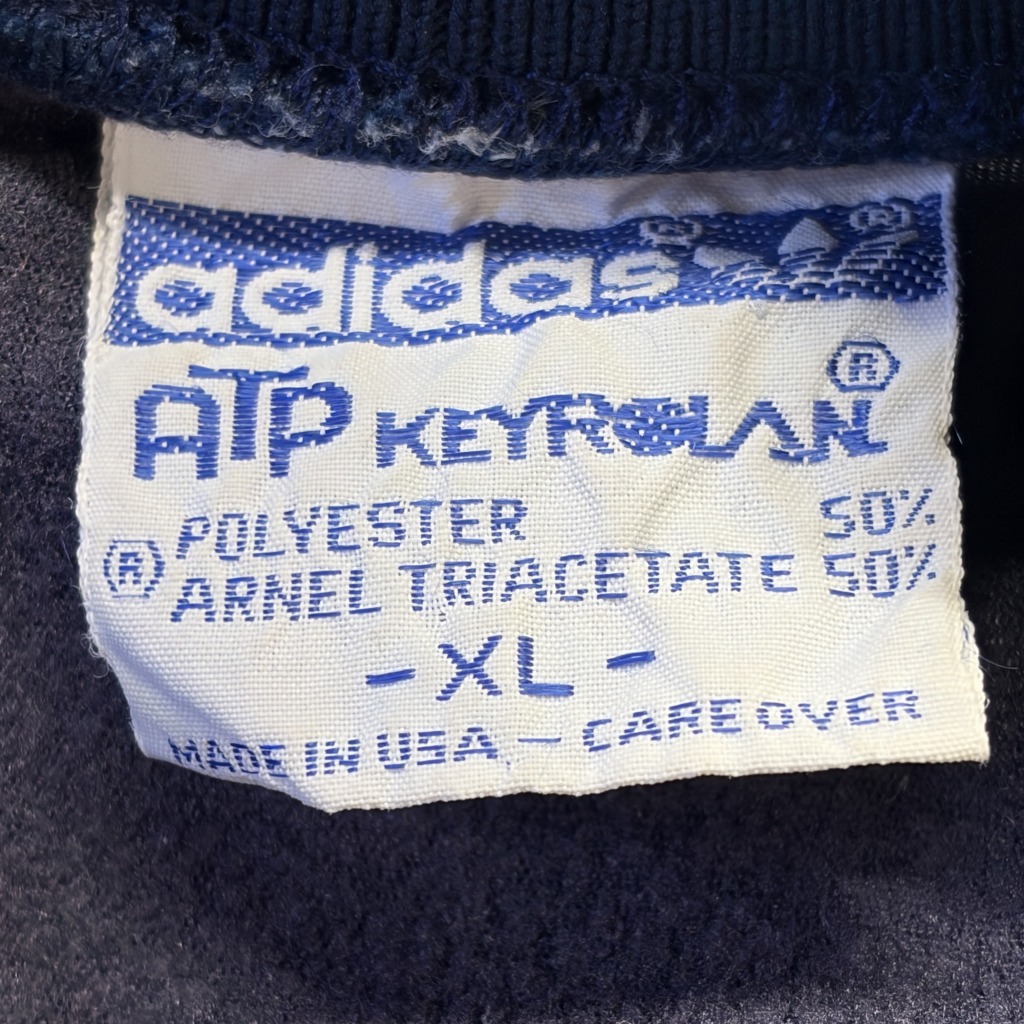 adidas® ®
ATP KEYROLAN®
POLYESTER 50%
® ARNEL TRIACETATE 50%
- XL -
MADE IN USA - CARE OVER